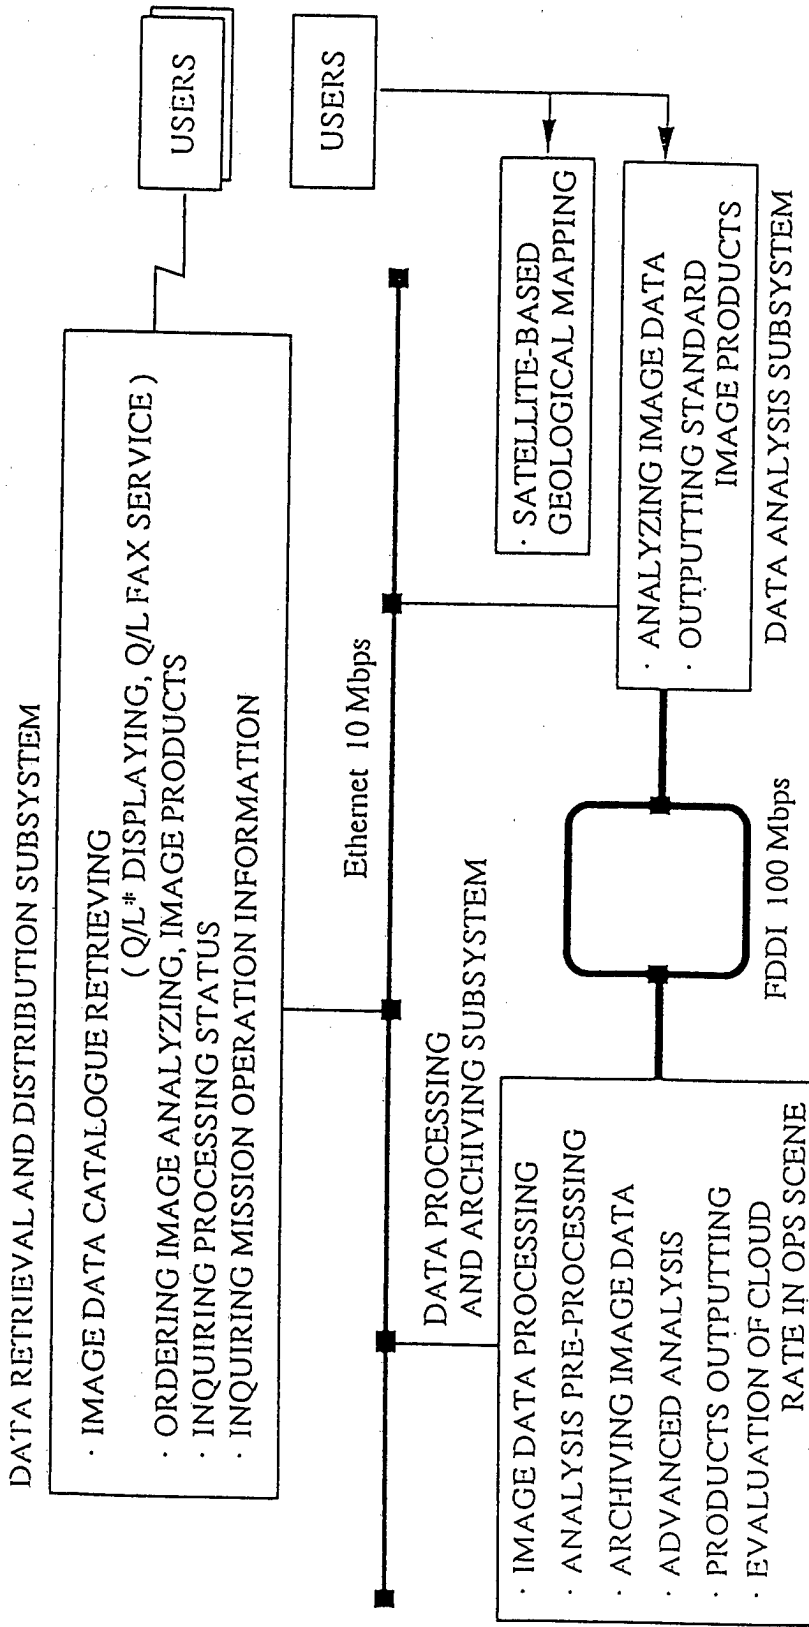 DATA RETRIEVAL AND DISTRIBUTION SUBSYSTEM
· IMAGE DATA CATALOGUE RETRIEVING
( Q/L* DISPLAYING, Q/L FAX SERVICE )
· ORDERING IMAGE ANALYZING, IMAGE PRODUCTS
· INQUIRING PROCESSING STATUS
· INQUIRING MISSION OPERATION INFORMATION
USERS
USERS
Ethernet 10 Mbps
DATA PROCESSING
AND ARCHIVING SUBSYSTEM
· IMAGE DATA PROCESSING
· ANALYSIS PRE-PROCESSING
· ARCHIVING IMAGE DATA
· ADVANCED ANALYSIS
· PRODUCTS OUTPUTTING
· EVALUATION OF CLOUD
RATE IN OPS SCENE
FDDI 100 Mbps
· SATELLITE-BASED
GEOLOGICAL MAPPING
· ANALYZING IMAGE DATA
· OUTPUTTING STANDARD
IMAGE PRODUCTS
DATA ANALYSIS SUBSYSTEM